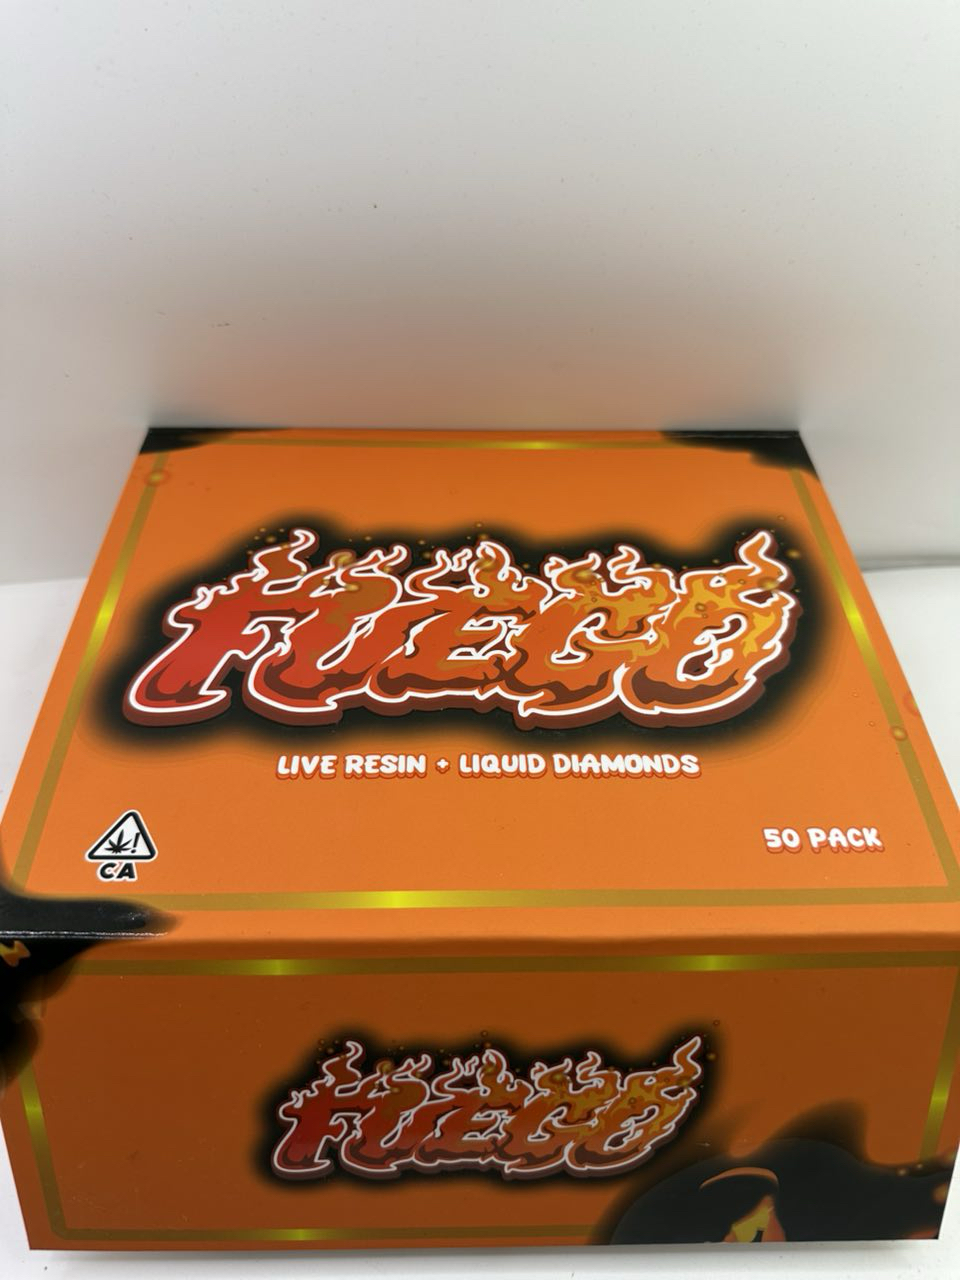 FUEGO
LIVE RESIN + LIQUID DIAMONDS
CA
50 PACK
FUEGO